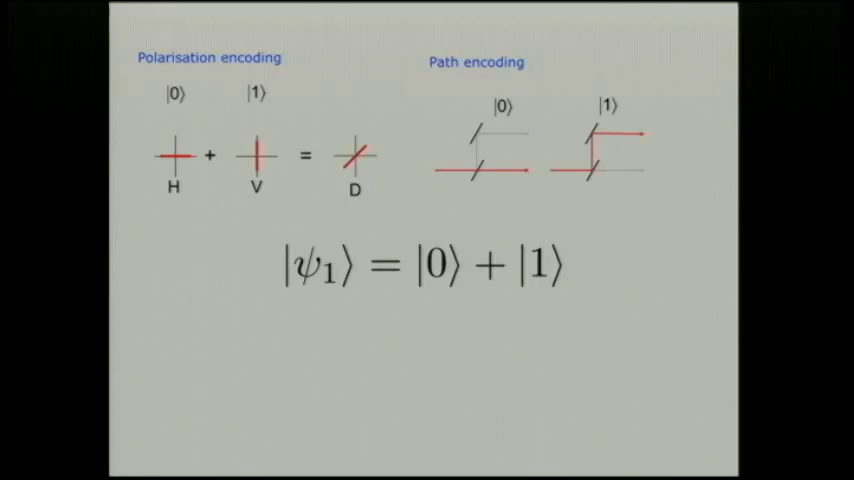 Polarisation encoding
|0⟩ |1⟩
+ =
H V D
Path encoding
|0⟩ |1⟩
|ψ₁⟩ = |0⟩ + |1⟩